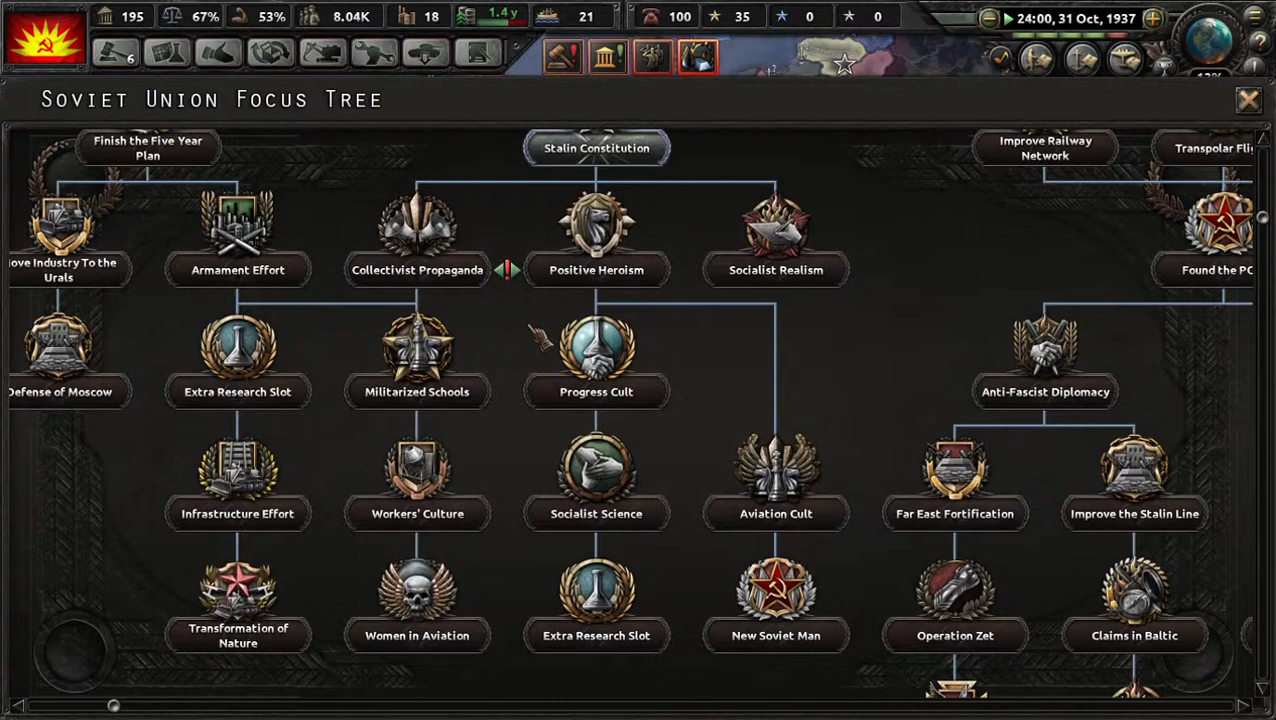 195
67%
53%
8.04K
18
1.4 y
21
100
35
0
0
24:00, 31 Oct, 1937
6
Soviet Union Focus Tree
Finish the Five Year
Plan
Stalin Constitution
Improve Railway
Network
Transpolar Fli
ove Industry To the
Urals
Armament Effort
Collectivist Propaganda
Positive Heroism
Socialist Realism
Found the PC
Defense of Moscow
Extra Research Slot
Militarized Schools
Progress Cult
Anti-Fascist Diplomacy
Infrastructure Effort
Workers' Culture
Socialist Science
Aviation Cult
Far East Fortification
Improve the Stalin Line
Transformation of
Nature
Women in Aviation
Extra Research Slot
New Soviet Man
Operation Zet
Claims in Baltic